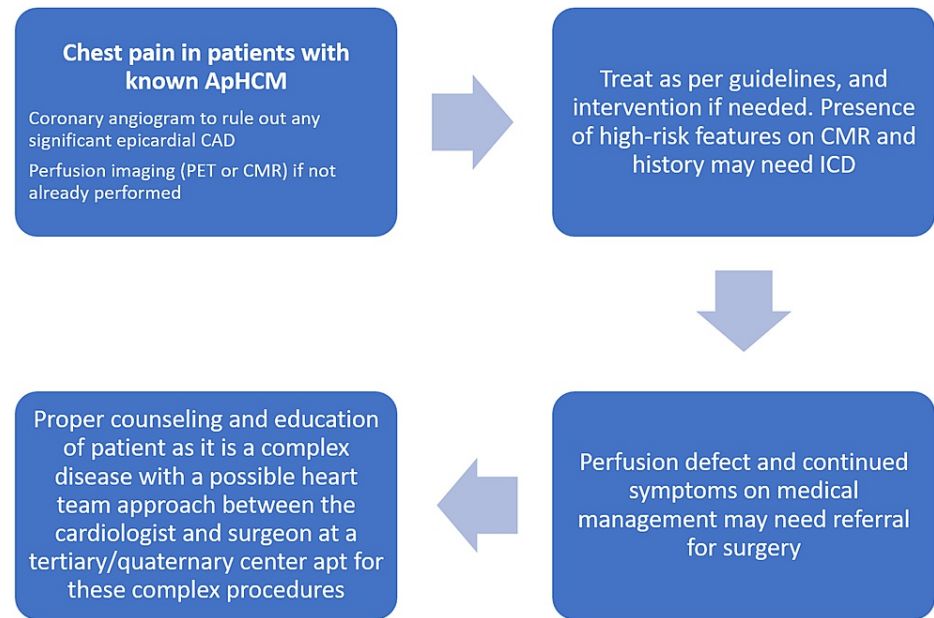 Chest pain in patients with
known ApHCM
Coronary angiogram to rule out any
significant epicardial CAD
Perfusion imaging (PET or CMR) if not
already performed
Treat as per guidelines, and
intervention if needed. Presence
of high-risk features on CMR and
history may need ICD
Perfusion defect and continued
symptoms on medical
management may need referral
for surgery
Proper counseling and education
of patient as it is a complex
disease with a possible heart
team approach between the
cardiologist and surgeon at a
tertiary/quaternary center apt for
these complex procedures